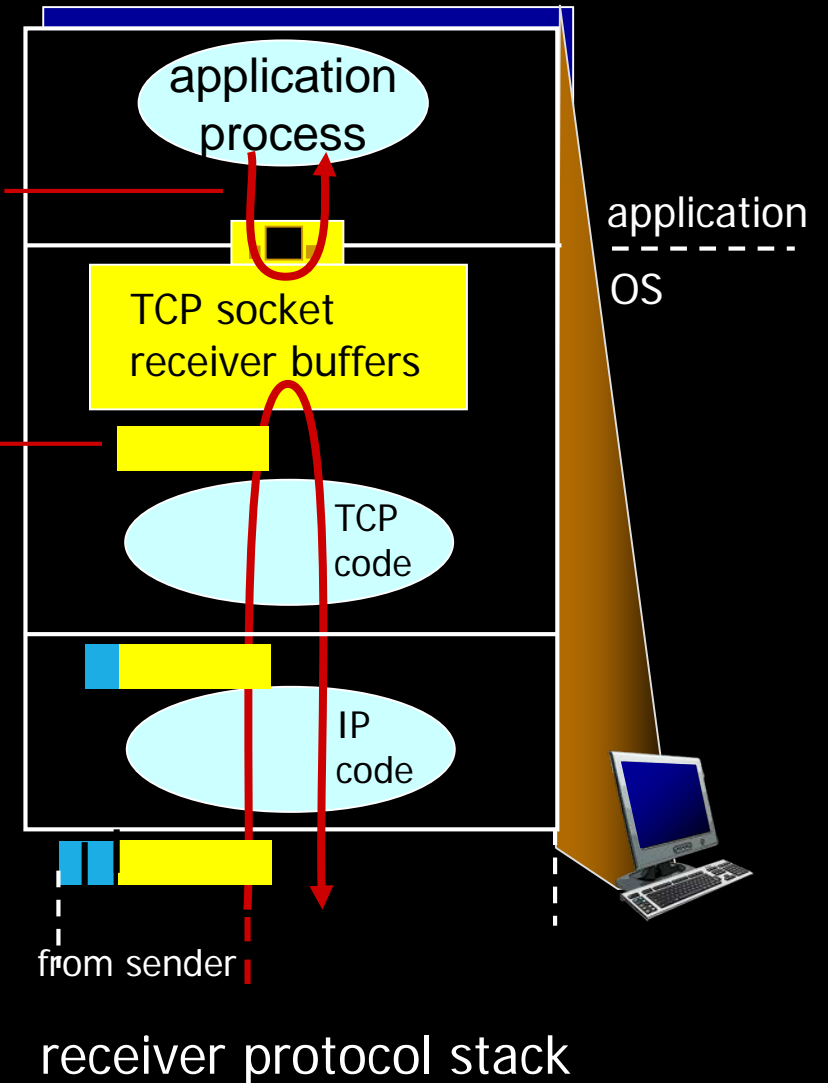 application
process
application
OS
TCP socket
receiver buffers
TCP
code
IP
code
from sender
receiver protocol stack